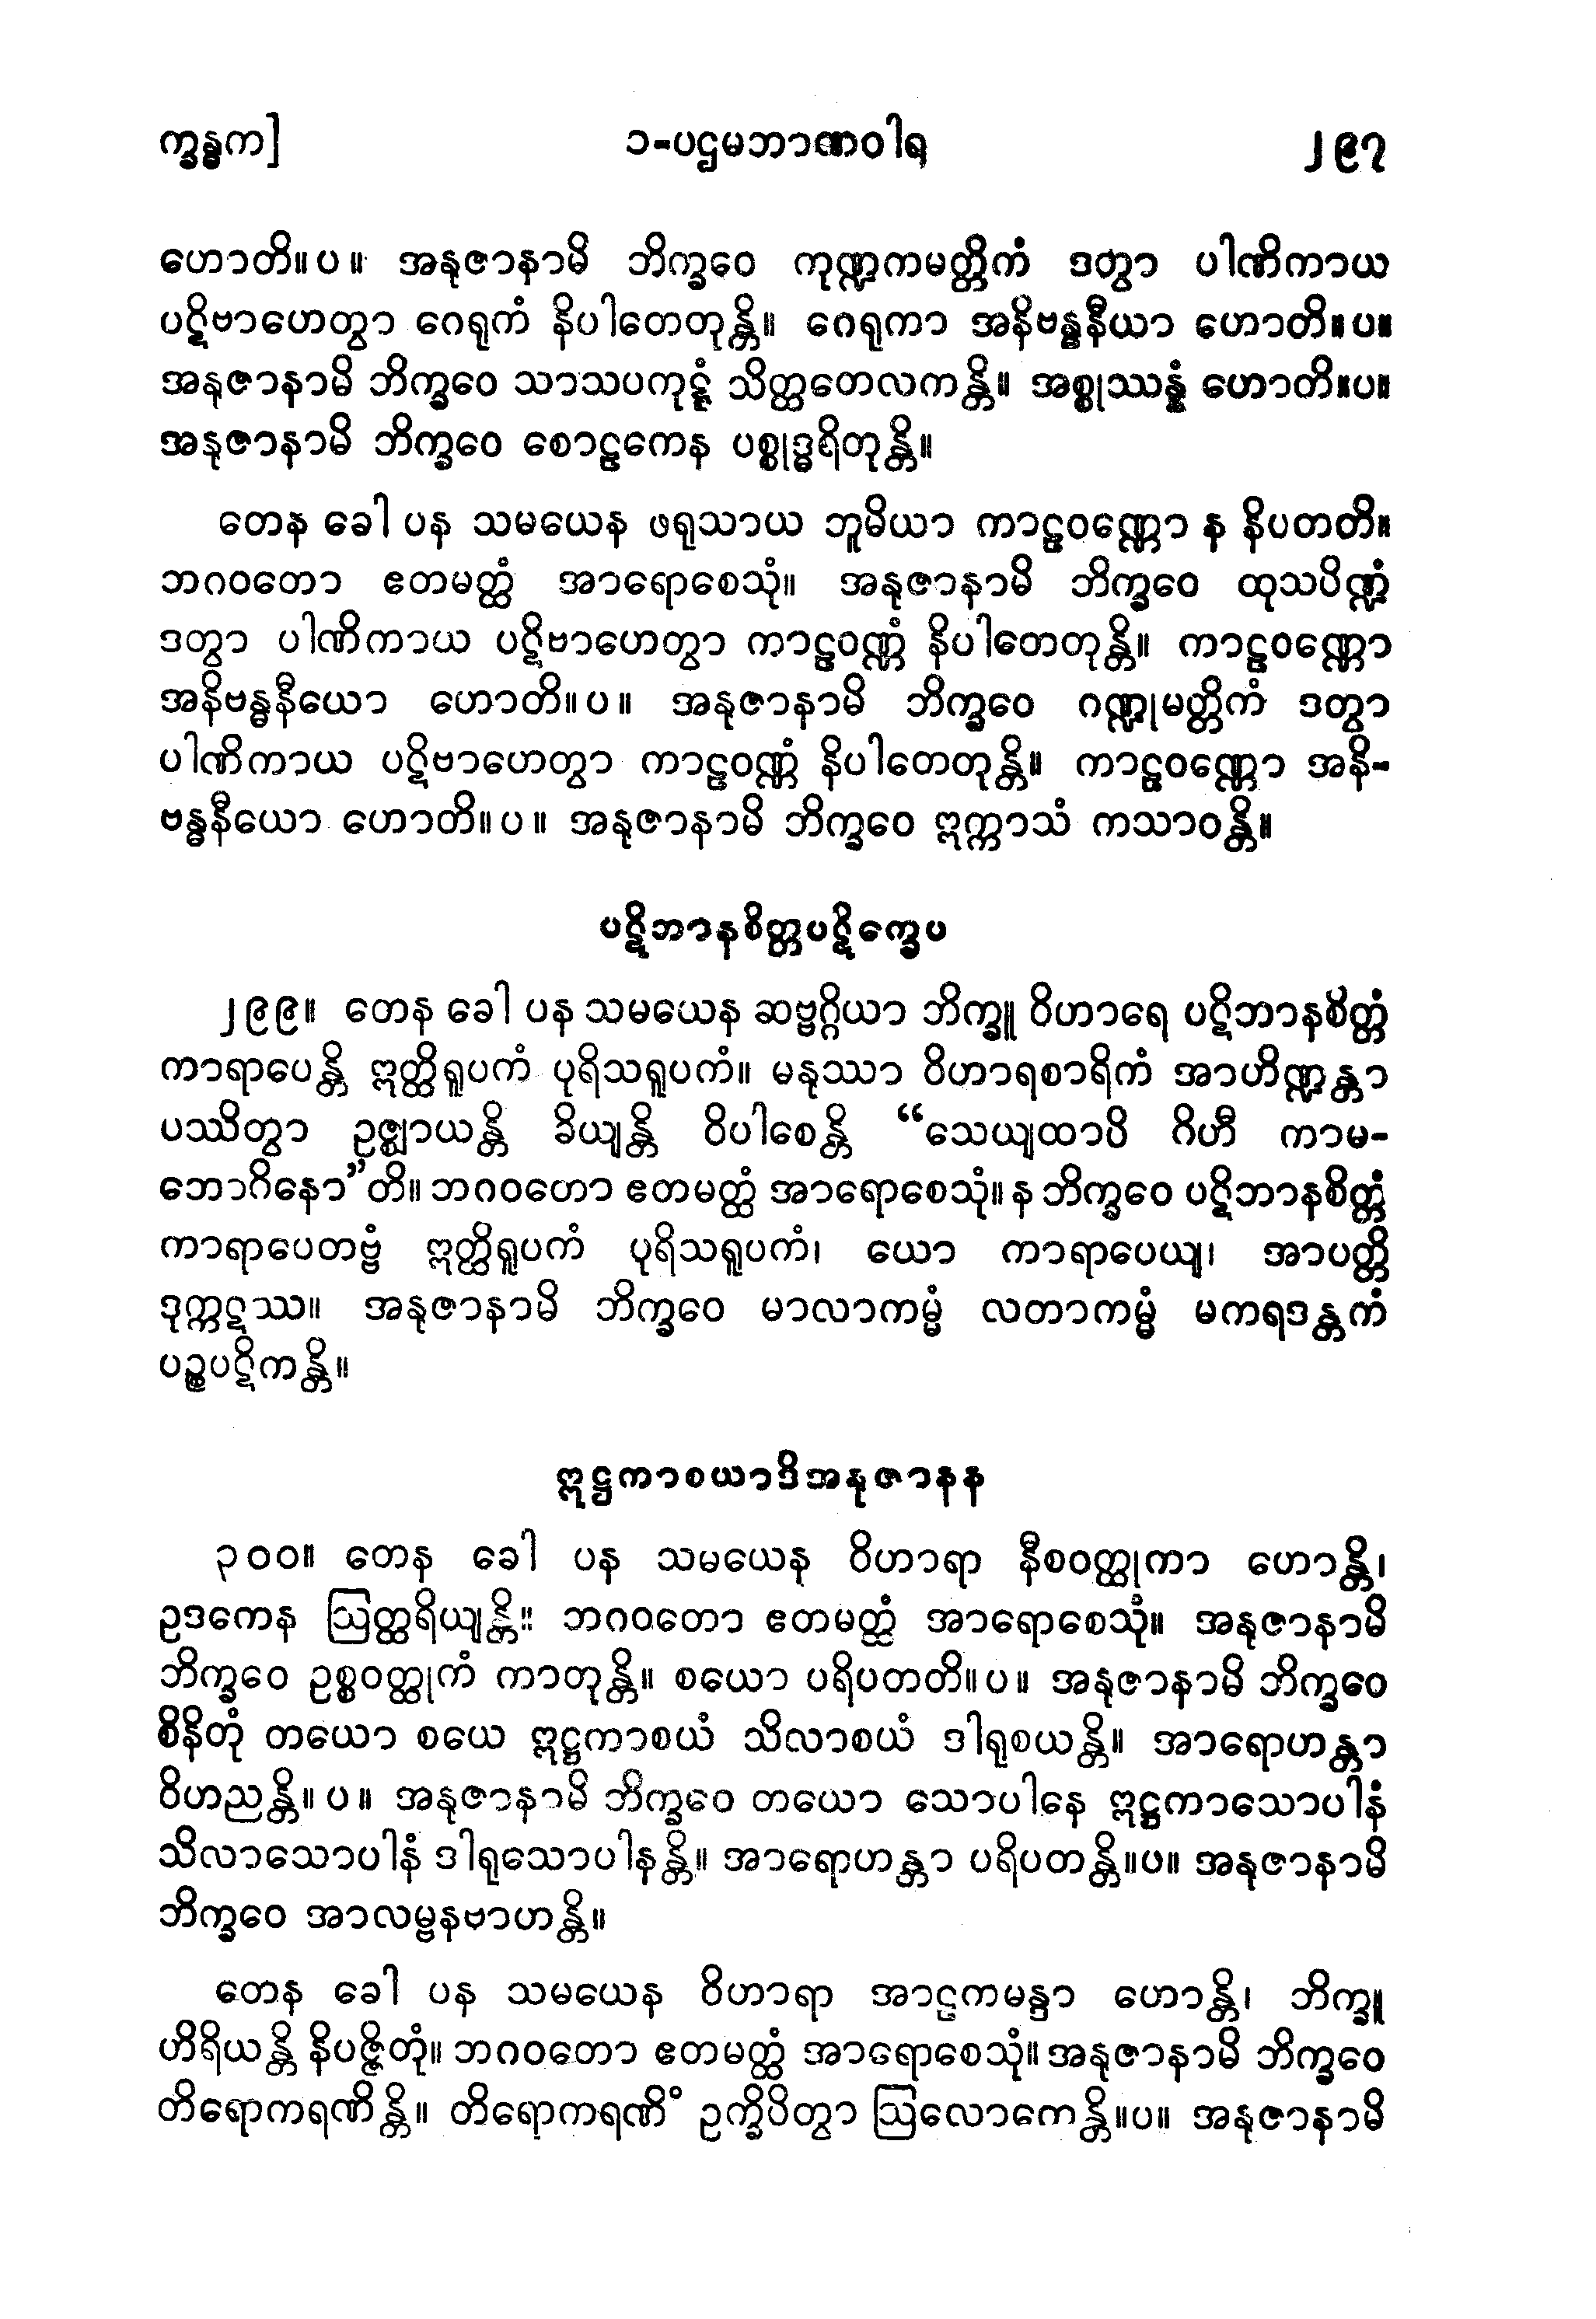 က္ခန္ဓက]
၁-ပဌမဘာဏဝါရ
၂၉၇
ဟောတိ။ပ။ အနုဇာနာမိ ဘိက္ခဝေ ကုဏ္ဍကမတ္တိကံ ဒတွာ ပါဏိကာယ
ပဋိဗာဟေတွာ ဂေရုကံ နိပါတေတုန္တိ။ ဂေရုကာ အနိဗန္ဓနီယာ ဟောတိ။ပ။
အနုဇာနာမိ ဘိက္ခဝေ သာသပကုဋ္ဋံ သိတ္ထတေလကန္တိ။ အစ္စုဿန္နံ ဟောတိ။ပ။
အနုဇာနာမိ ဘိက္ခဝေ စောဠကေန ပစ္စုဒ္ဓရိတုန္တိ။
တေန ခေါ ပန သမယေန ဖရုသာယ ဘူမိယာ ကာဠဝဏ္ဏော န နိပတတိ။
ဘဂဝတော ဧတမတ္ထံ အာရောစေသုံ။ အနုဇာနာမိ ဘိက္ခဝေ ထုသပိဏ္ဍံ
ဒတွာ ပါဏိကာယ ပဋိဗာဟေတွာ ကာဠဝဏ္ဏံ နိပါတေတုန္တိ။ ကာဠဝဏ္ဏော
အနိဗန္ဓနီယော ဟောတိ။ပ။ အနုဇာနာမိ ဘိက္ခဝေ ဂဏ္ဍုမတ္တိကံ ဒတွာ
ပါဏိကာယ ပဋိဗာဟေတွာ ကာဠဝဏ္ဏံ နိပါတေတုန္တိ။ ကာဠဝဏ္ဏော အနိ-
ဗန္ဓနီယော ဟောတိ။ပ။ အနုဇာနာမိ ဘိက္ခဝေ ဣက္ကာသံ ကသာဝန္တိ။
ပဋိဘာနစိတ္တပဋိက္ခေပ
၂၉၉။ တေန ခေါ ပန သမယေန ဆဗ္ဗဂ္ဂိယာ ဘိက္ခူ ဝိဟာရေ ပဋိဘာနစိတ္တံ
ကာရာပေန္တိ ဣတ္ထိရူပကံ ပုရိသရူပကံ။ မနုဿာ ဝိဟာရစာရိကံ အာဟိဏ္ဍန္တာ
ပဿိတွာ ဥဇ္ဈာယန္တိ ခိယျန္တိ ဝိပါစေန္တိ “သေယျထာပိ ဂိဟီ ကာမ-
ဘောဂိနော”တိ။ ဘဂဝဟော ဧတမတ္ထံ အာရောစေသုံ။ န ဘိက္ခဝေ ပဋိဘာနစိတ္တံ
ကာရာပေတဗ္ဗံ ဣတ္ထိရူပကံ ပုရိသရူပကံ၊ ယော ကာရာပေယျ၊ အာပတ္တိ
ဒုက္ကဋဿ။ အနုဇာနာမိ ဘိက္ခဝေ မာလာကမ္မံ လတာကမ္မံ မကရဒန္တကံ
ပဉ္စပဋိကန္တိ။
ဣဋ္ဌကာစယာဒိအနုဇာနန
၃၀၀။ တေန ခေါ ပန သမယေန ဝိဟာရာ နီစဝတ္ထုကာ ဟောန္တိ၊
ဥဒကေန ဩတ္ထရိယျန္တိ။ ဘဂဝတော ဧတမတ္ထံ အာရောစေသုံ။ အနုဇာနာမိ
ဘိက္ခဝေ ဥစ္စဝတ္ထုကံ ကာတုန္တိ။ စယော ပရိပတတိ။ပ။ အနုဇာနာမိ ဘိက္ခဝေ
စိနိတုံ တယော စယေ ဣဋ္ဌကာစယံ သိလာစယံ ဒါရုစယန္တိ။ အာရောဟန္တာ
ဝိဟညန္တိ။ပ။ အနုဇာနာမိ ဘိက္ခဝေ တယော သောပါနေ ဣဋ္ဌကာသောပါနံ
သိလာသောပါနံ ဒါရုသောပါနန္တိ။ အာရောဟန္တာ ပရိပတန္တိ။ပ။ အနုဇာနာမိ
ဘိက္ခဝေ အာလမ္ဗနဗာဟန္တိ။
တေန ခေါ ပန သမယေန ဝိဟာရာ အာဠကမန္ဒာ ဟောန္တိ၊ ဘိက္ခူ
ဟိရိယန္တိ နိပဇ္ဇိတုံ။ ဘဂဝတော ဧတမတ္ထံ အာရောစေသုံ။ အနုဇာနာမိ ဘိက္ခဝေ
တိရောကရဏိန္တိ။ တိရောကရဏိံ ဥက္ခိပိတွာ ဩလောကေန္တိ။ပ။ အနုဇာနာမိ